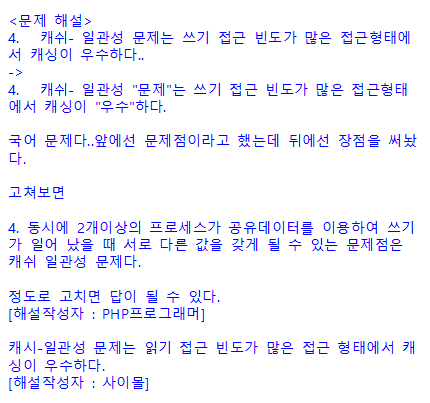 <문제 해설>
4.  캐쉬- 일관성 문제는 쓰기 접근 빈도가 많은 접근형태에
서 캐싱이 우수하다..
->
4.  캐쉬- 일관성 "문제"는 쓰기 접근 빈도가 많은 접근형태
에서 캐싱이 "우수"하다.
국어 문제다..앞에선 문제점이라고 했는데 뒤에선 장점을 써놨
다.
고쳐보면
4. 동시에 2개이상의 프로세스가 공유데이터를 이용하여 쓰기
가 일어 났을 때 서로 다른 값을 갖게 될 수 있는 문제점은
캐쉬 일관성 문제다.
정도로 고치면 답이 될 수 있다.
[해설작성자 : PHP프로그래머]
캐시-일관성 문제는 읽기 접근 빈도가 많은 접근 형태에서 캐
싱이 우수하다.
[해설작성자 : 사이몰]